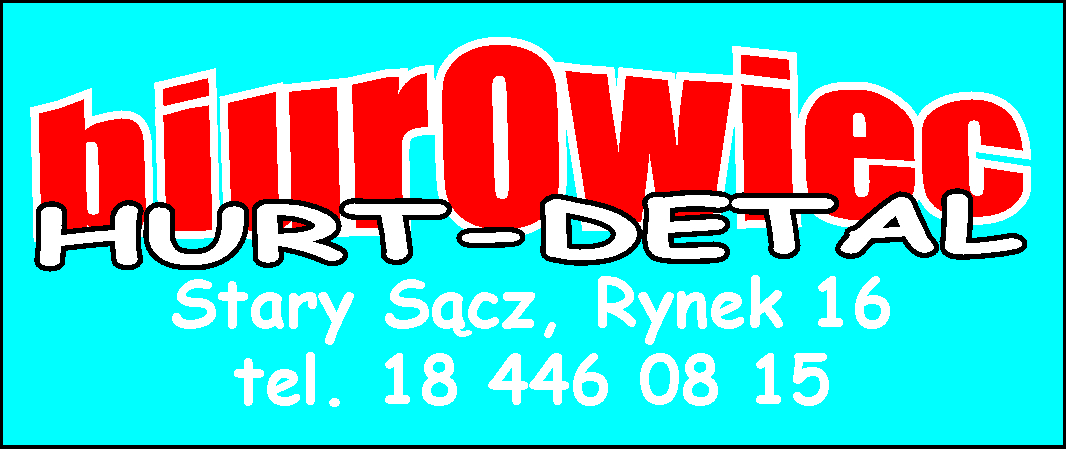 biurOwiec
HURT-DETAL
Stary Sącz, Rynek 16
tel. 18 446 08 15